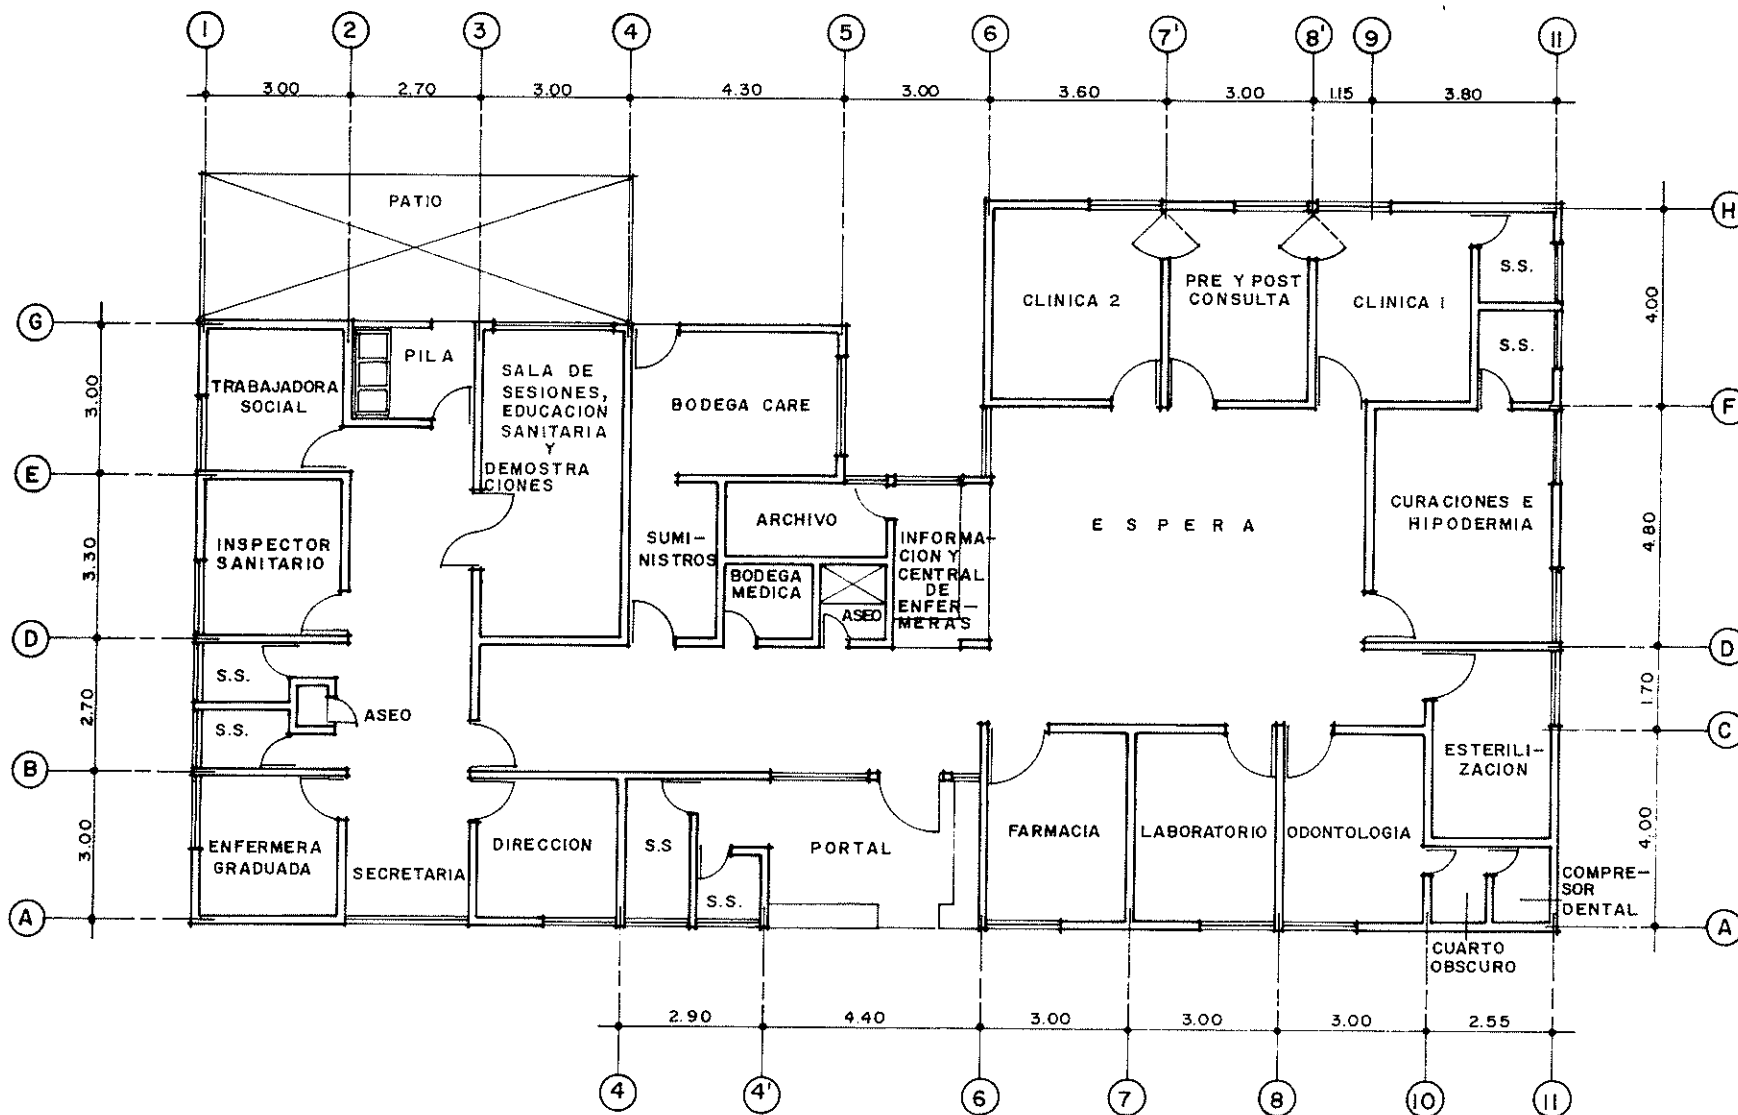 1 2 3 4 5 6 7' 8' 9 11
3.00 2.70 3.00 4.30 3.00 3.60 3.00 1.15 3.80
PATIO
H
G
F
E
D
B
A
D
C
A
3.00
3.30
2.70
3.00
4.00
4.80
1.70
4.00
TRABAJADORA
SOCIAL
PILA
SALA DE
SESIONES,
EDUCACION
SANITARIA
Y
DEMOSTRA
CIONES
BODEGA CARE
CLINICA 2
PRE Y POST
CONSULTA
CLINICA 1
S.S.
S.S.
INSPECTOR
SANITARIO
SUMI-
NISTROS
ARCHIVO
BODEGA
MEDICA
ASEO
INFORMA-
CION Y
CENTRAL
DE
ENFER-
MERAS
ESPERA
CURACIONES E
HIPODERMIA
S.S.
S.S.
ASEO
ESTERILI-
ZACION
ENFERMERA
GRADUADA
SECRETARIA
DIRECCION
S.S
S.S.
PORTAL
FARMACIA
LABORATORIO
ODONTOLOGIA
COMPRE-
SOR
DENTAL
CUARTO
OBSCURO
2.90 4.40 3.00 3.00 3.00 2.55
4 4' 6 7 8 10 11